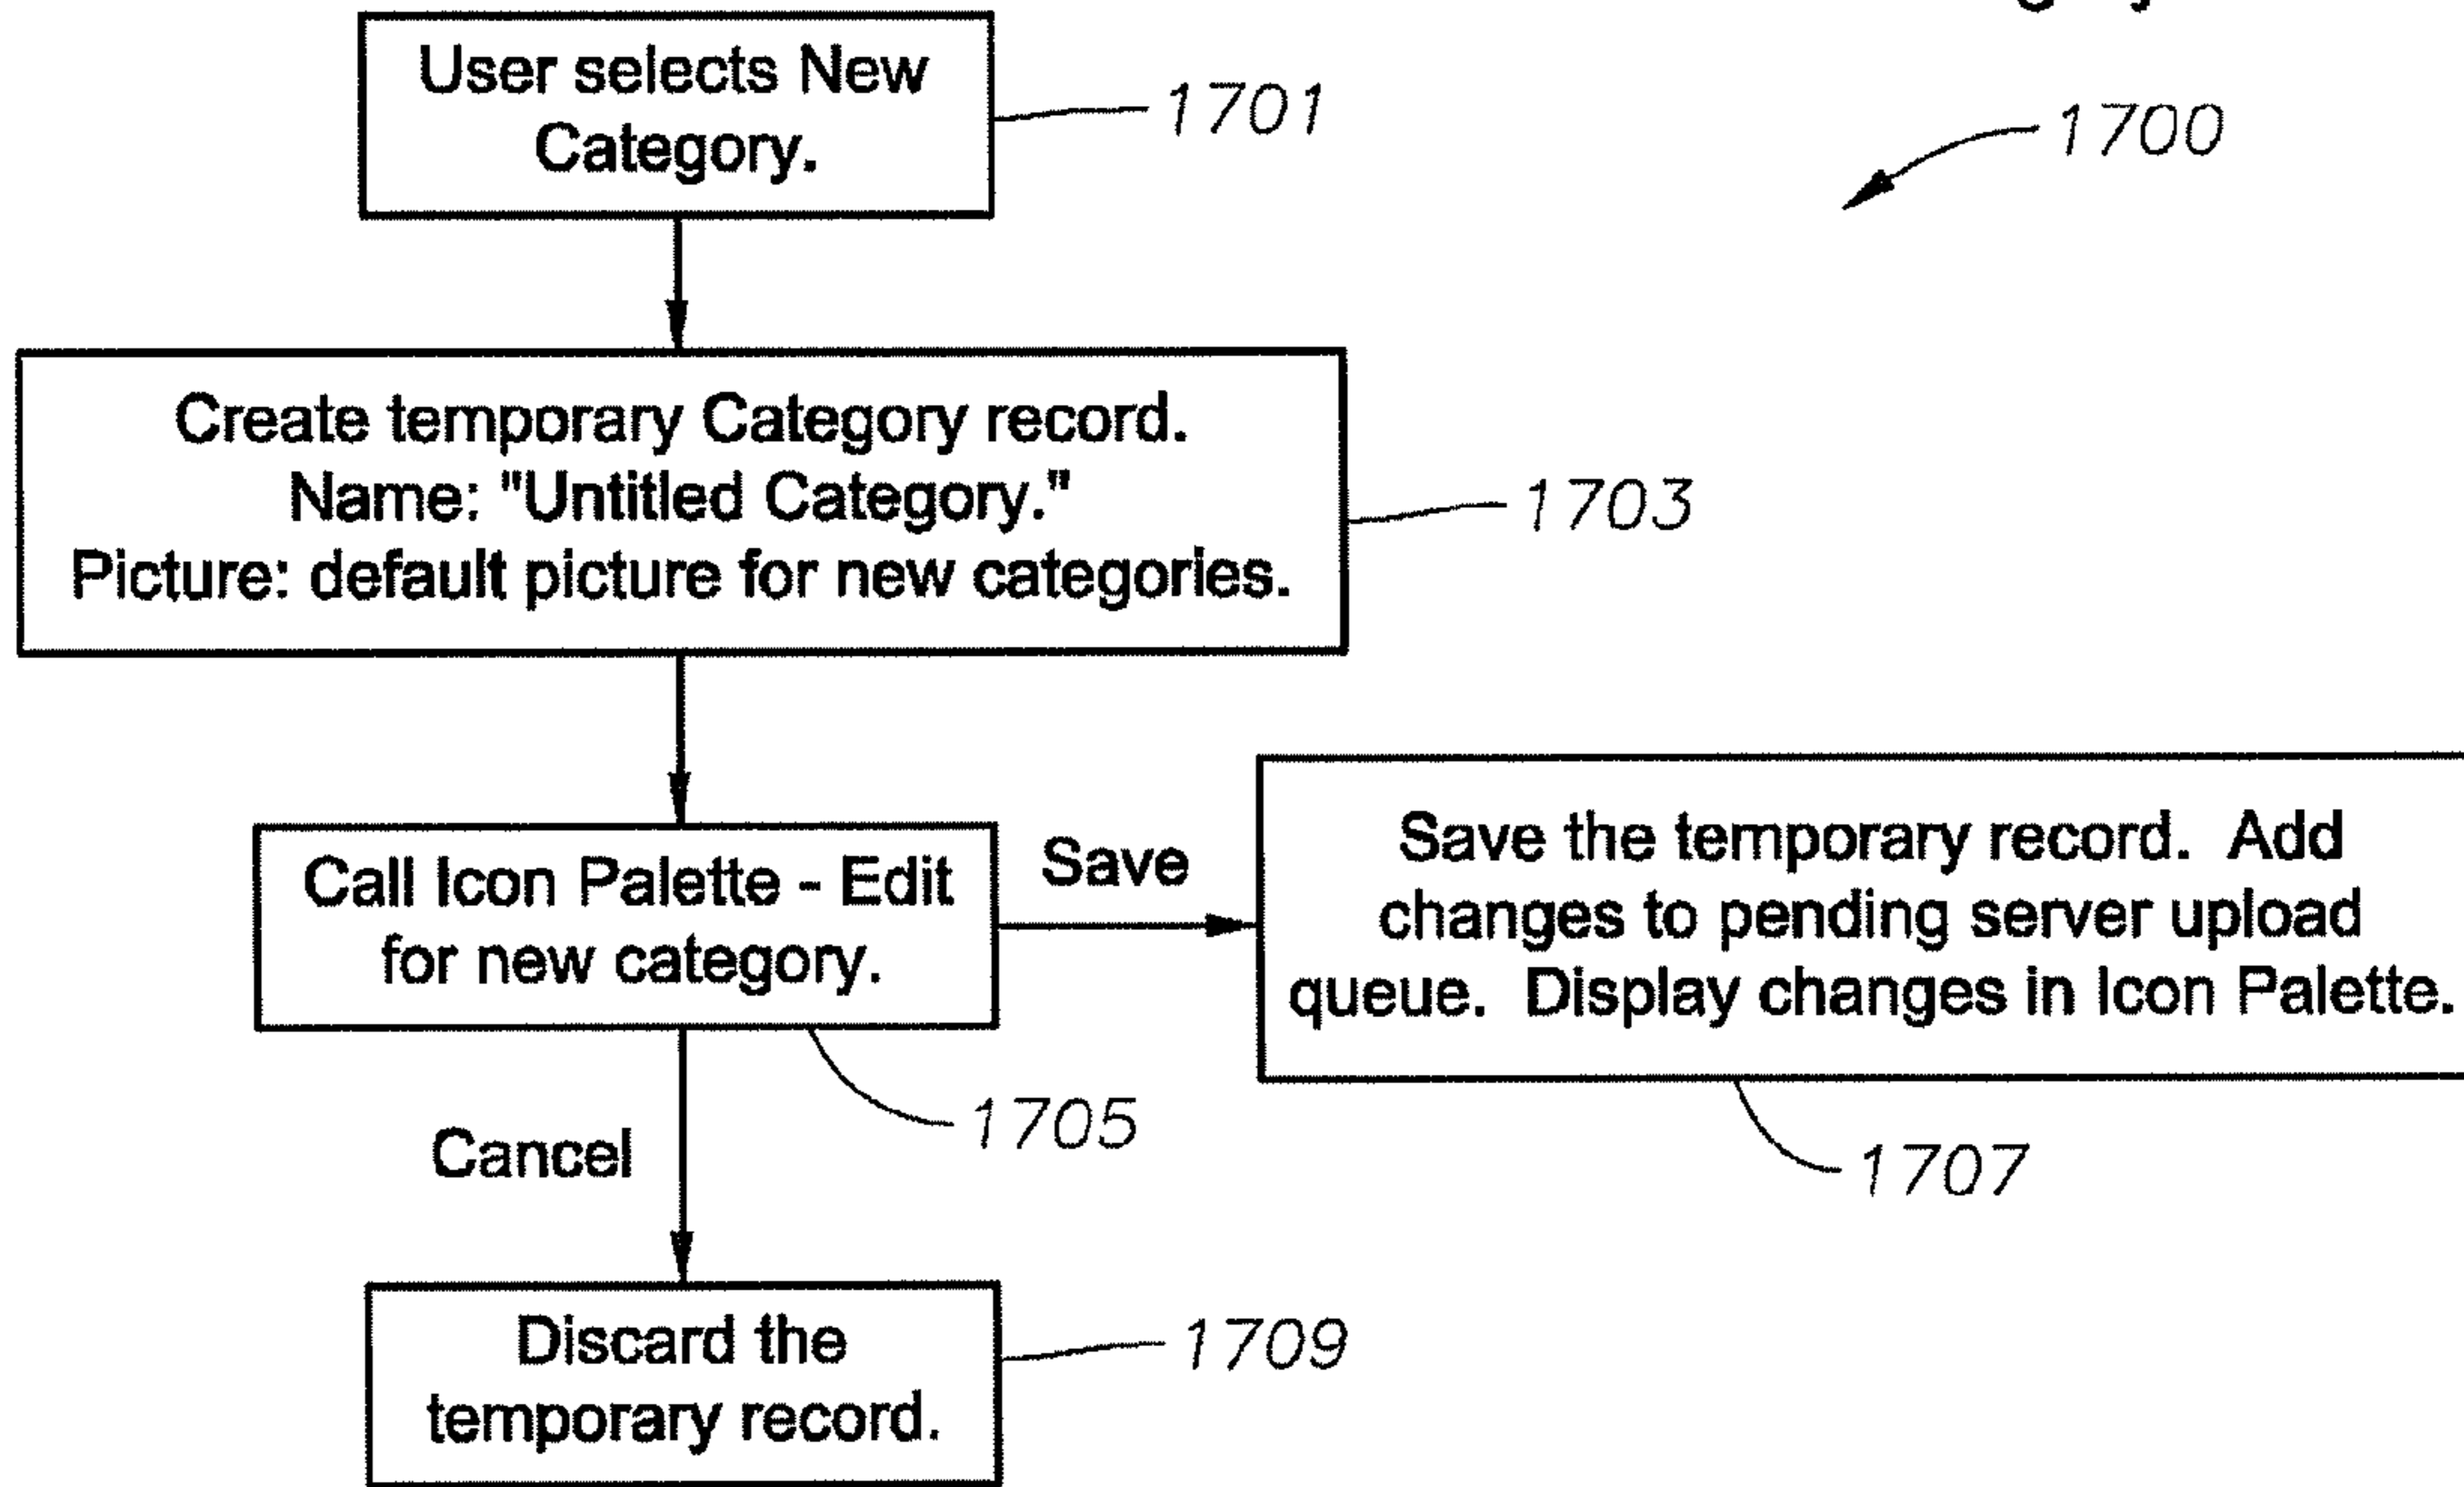 User selects New
Category.
1701
1700
Create temporary Category record.
Name: "Untitled Category."
Picture: default picture for new categories.
1703
Call Icon Palette - Edit
for new category.
1705
Save
Save the temporary record.  Add
changes to pending server upload
queue.  Display changes in Icon Palette.
1707
Cancel
Discard the
temporary record.
1709